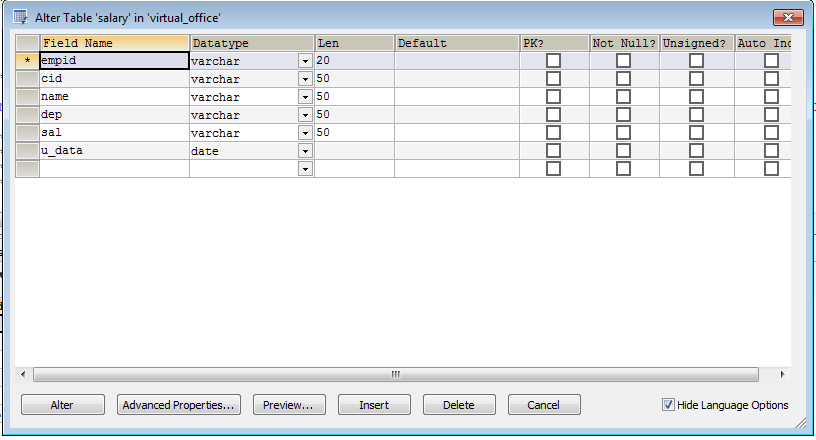 Alter Table 'salary' in 'virtual_office'
Field Name Datatype Len Default PK? Not Null? Unsigned? Auto Inc
* empid varchar 20
cid varchar 50
name varchar 50
dep varchar 50
sal varchar 50
u_data date
Alter Advanced Properties... Preview... Insert Delete Cancel Hide Language Options